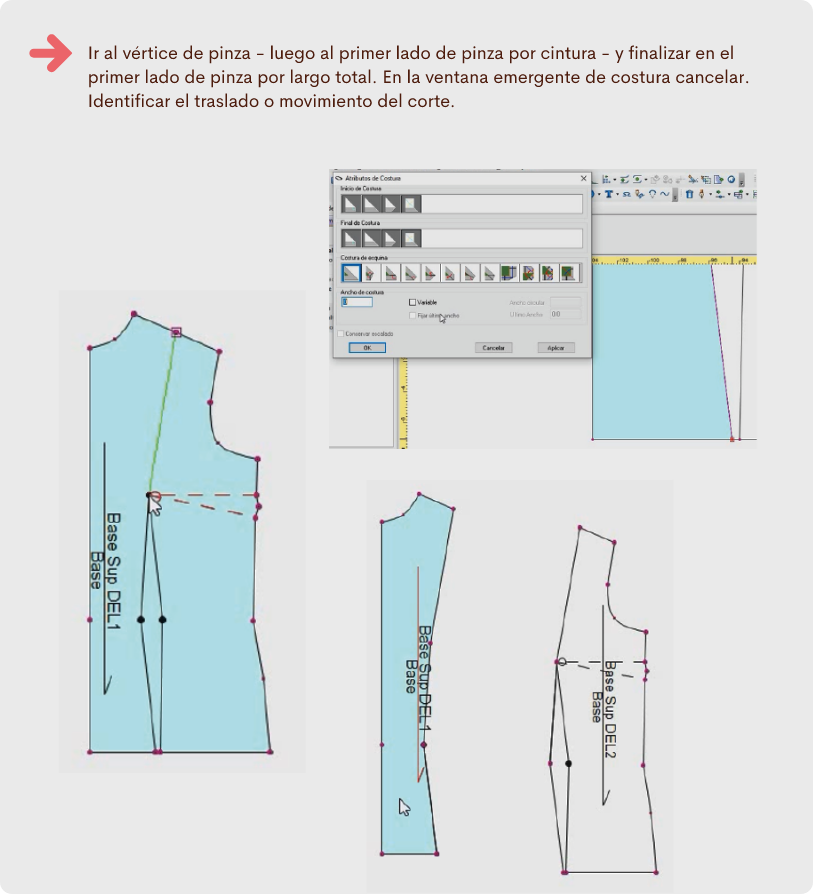 Ir al vértice de pinza - luego al primer lado de pinza por cintura - y finalizar en el
primer lado de pinza por largo total. En la ventana emergente de costura cancelar.
Identificar el traslado o movimiento del corte.
Atributos de Costura
Inicio de Costura
Final de Costura
Costura de esquina
Ancho de costura
Variable
Fijar último ancho
Ancho circular
Último Ancho
0.0
Conservar escalado
OK
Cancelar
Aplicar
Base Sup DEL1
Base
Base Sup DEL1
Base
Base Sup DEL2
Base